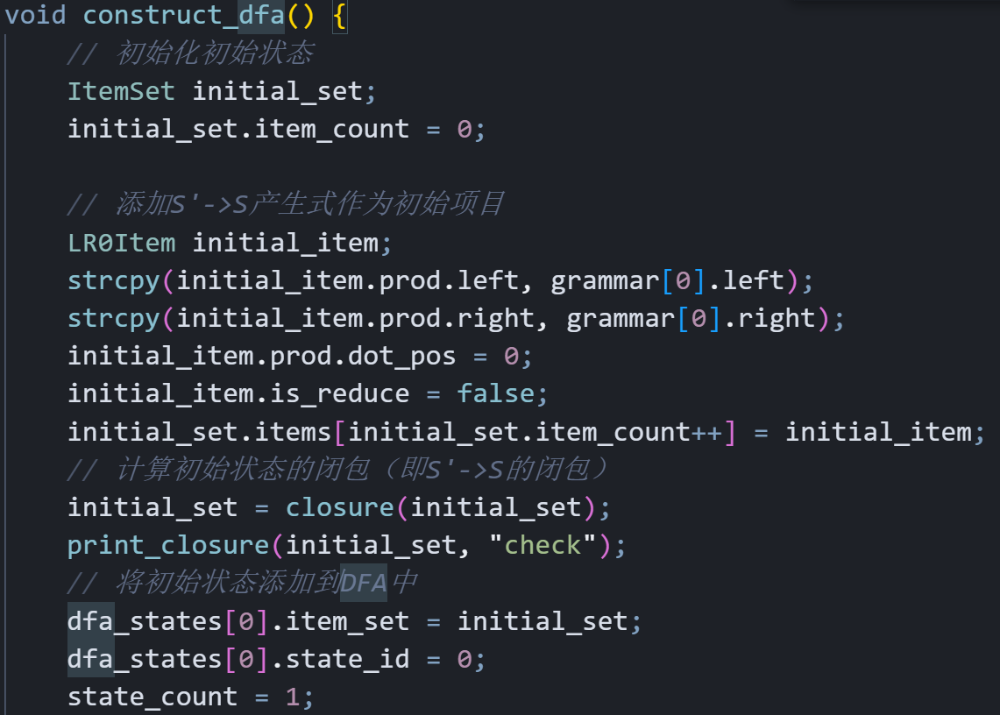 void construct_dfa() {
// 初始化初始状态
ItemSet initial_set;
initial_set.item_count = 0;
// 添加S'->S产生式作为初始项目
LR0Item initial_item;
strcpy(initial_item.prod.left, grammar[0].left);
strcpy(initial_item.prod.right, grammar[0].right);
initial_item.prod.dot_pos = 0;
initial_item.is_reduce = false;
initial_set.items[initial_set.item_count++] = initial_item;
// 计算初始状态的闭包（即S'->S的闭包）
initial_set = closure(initial_set);
print_closure(initial_set, "check");
// 将初始状态添加到DFA中
dfa_states[0].item_set = initial_set;
dfa_states[0].state_id = 0;
state_count = 1;